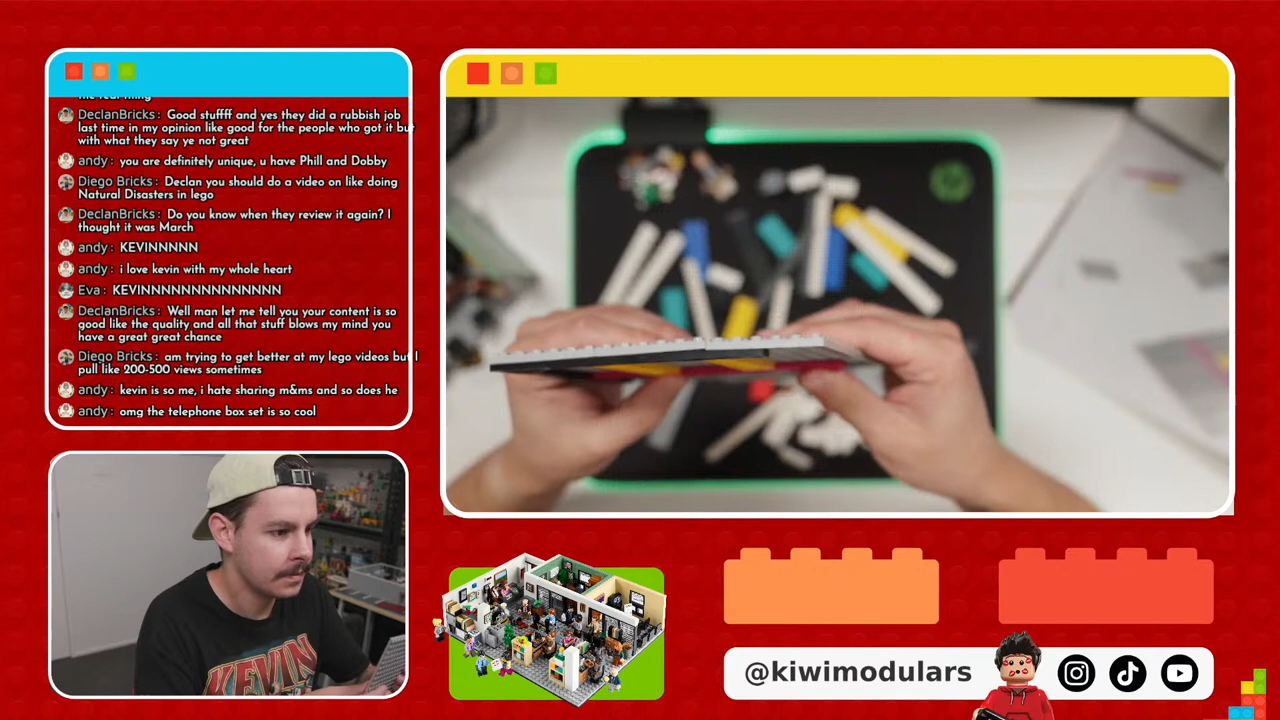 the real thing
DeclanBricks: Good stuffff and yes they did a rubbish job
last time in my opinion like good for the people who got it but
with what they say ye not great
andy: you are definitely unique, u have Phill and Dobby
Diego Bricks: Declan you should do a video on like doing
Natural Disasters in lego
DeclanBricks: Do you know when they review it again? I
thought it was March
andy: KEVINNNNN
andy: i love kevin with my whole heart
Eva: KEVINNNNNNNNNNNNNN
DeclanBricks: Well man let me tell you your content is so
good like the quality and all that stuff blows my mind you
have a great great chance
Diego Bricks: am trying to get better at my lego videos but I
pull like 200-500 views sometimes
andy: kevin is so me, i hate sharing m&ms and so does he
andy: omg the telephone box set is so cool
KEVIN
@kiwimodulars